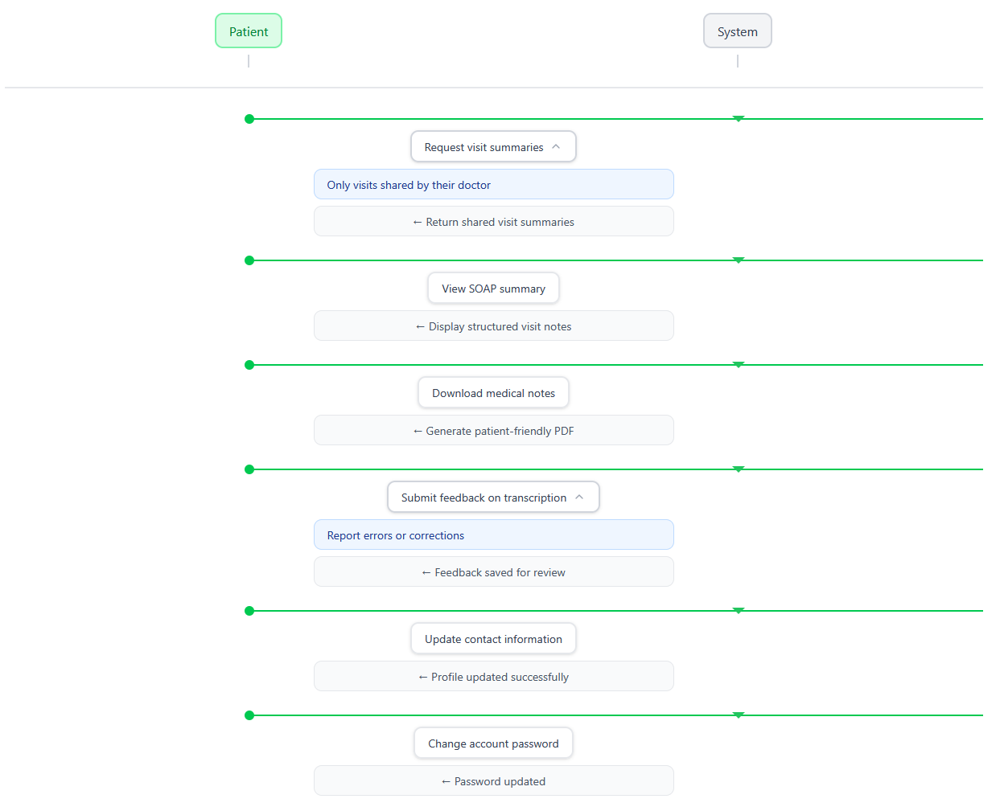 Patient
System
Request visit summaries
Only visits shared by their doctor
← Return shared visit summaries
View SOAP summary
← Display structured visit notes
Download medical notes
← Generate patient-friendly PDF
Submit feedback on transcription
Report errors or corrections
← Feedback saved for review
Update contact information
← Profile updated successfully
Change account password
← Password updated